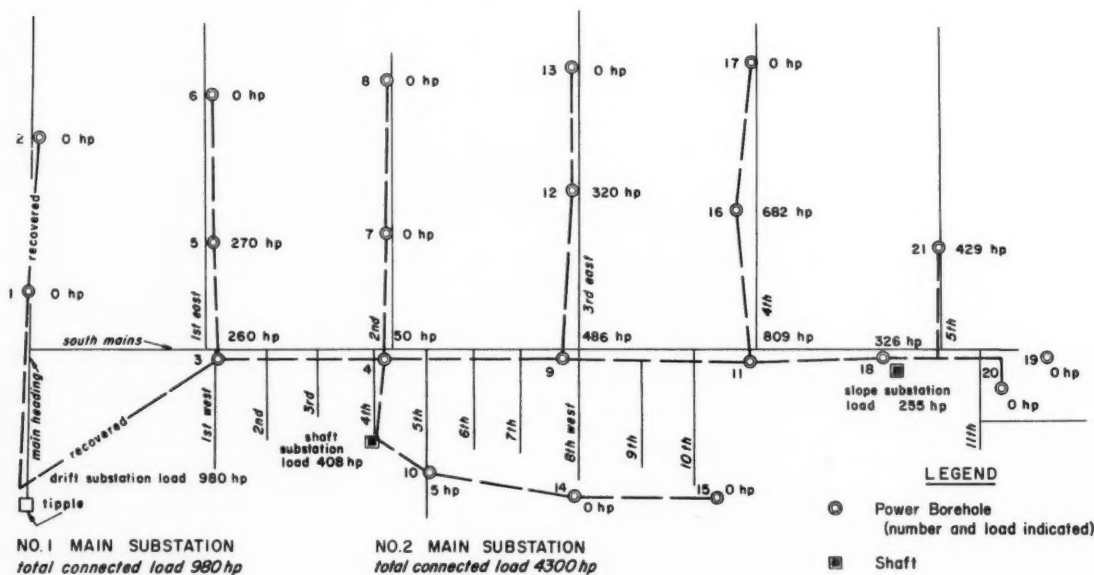 17 0 hp
13 0 hp
8 0 hp
6 0 hp
2 0 hp
recovered
12 320 hp
16 682 hp
5 270 hp
7 0 hp
21 429 hp
1 0 hp
1st east
2nd
3rd east
4th
5th
260 hp
50 hp
486 hp
809 hp
326 hp
south mains
3
4
9
11
18
19
0 hp
20
0 hp
main heading
recovered
1st west
2nd
3rd
4th
5th
6th
7th
8th west
9th
10th
11th
slope substation
load 255 hp
shaft
substation
load 408 hp
drift substation load 980 hp
10
5 hp
14
0 hp
15 0 hp
tipple
LEGEND
Power Borehole
(number and load indicated)
Shaft
NO. 1 MAIN SUBSTATION
total connected load 980 hp
NO. 2 MAIN SUBSTATION
total connected load 4300 hp